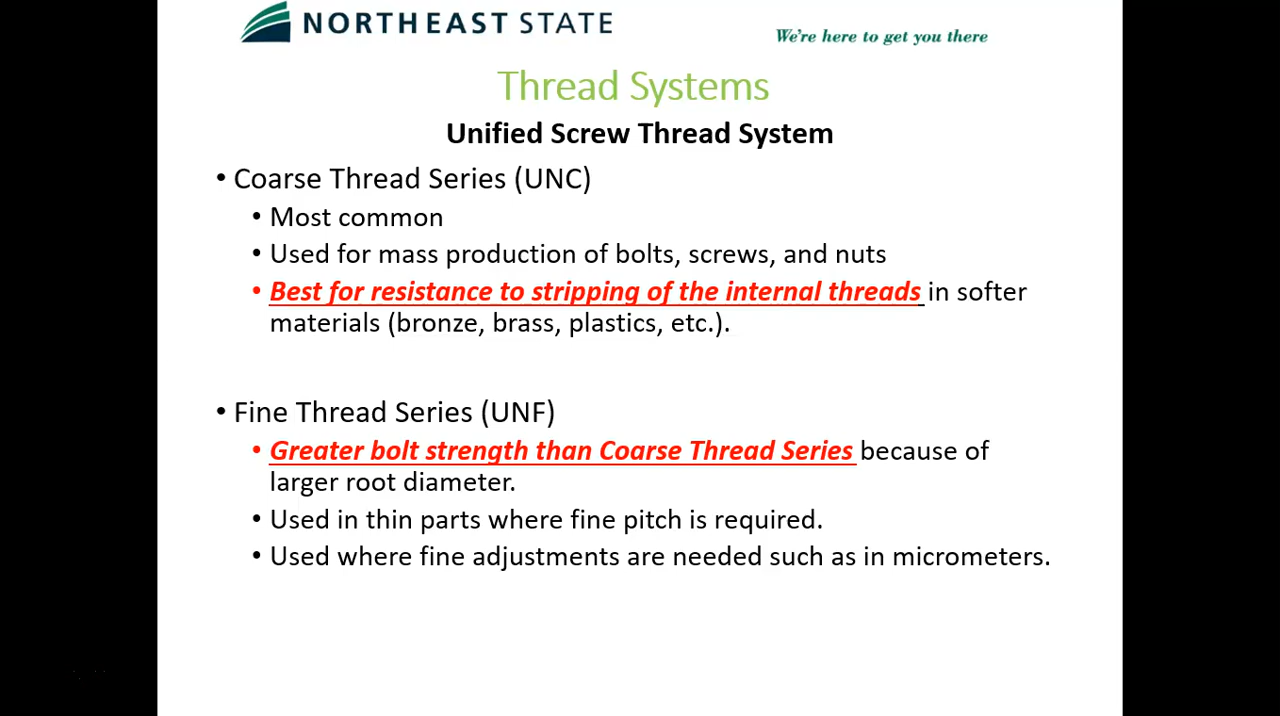 NORTHEAST STATE
We're here to get you there
Thread Systems
Unified Screw Thread System
• Coarse Thread Series (UNC)
• Most common
• Used for mass production of bolts, screws, and nuts
• Best for resistance to stripping of the internal threads in softer
materials (bronze, brass, plastics, etc.).
• Fine Thread Series (UNF)
• Greater bolt strength than Coarse Thread Series because of
larger root diameter.
• Used in thin parts where fine pitch is required.
• Used where fine adjustments are needed such as in micrometers.